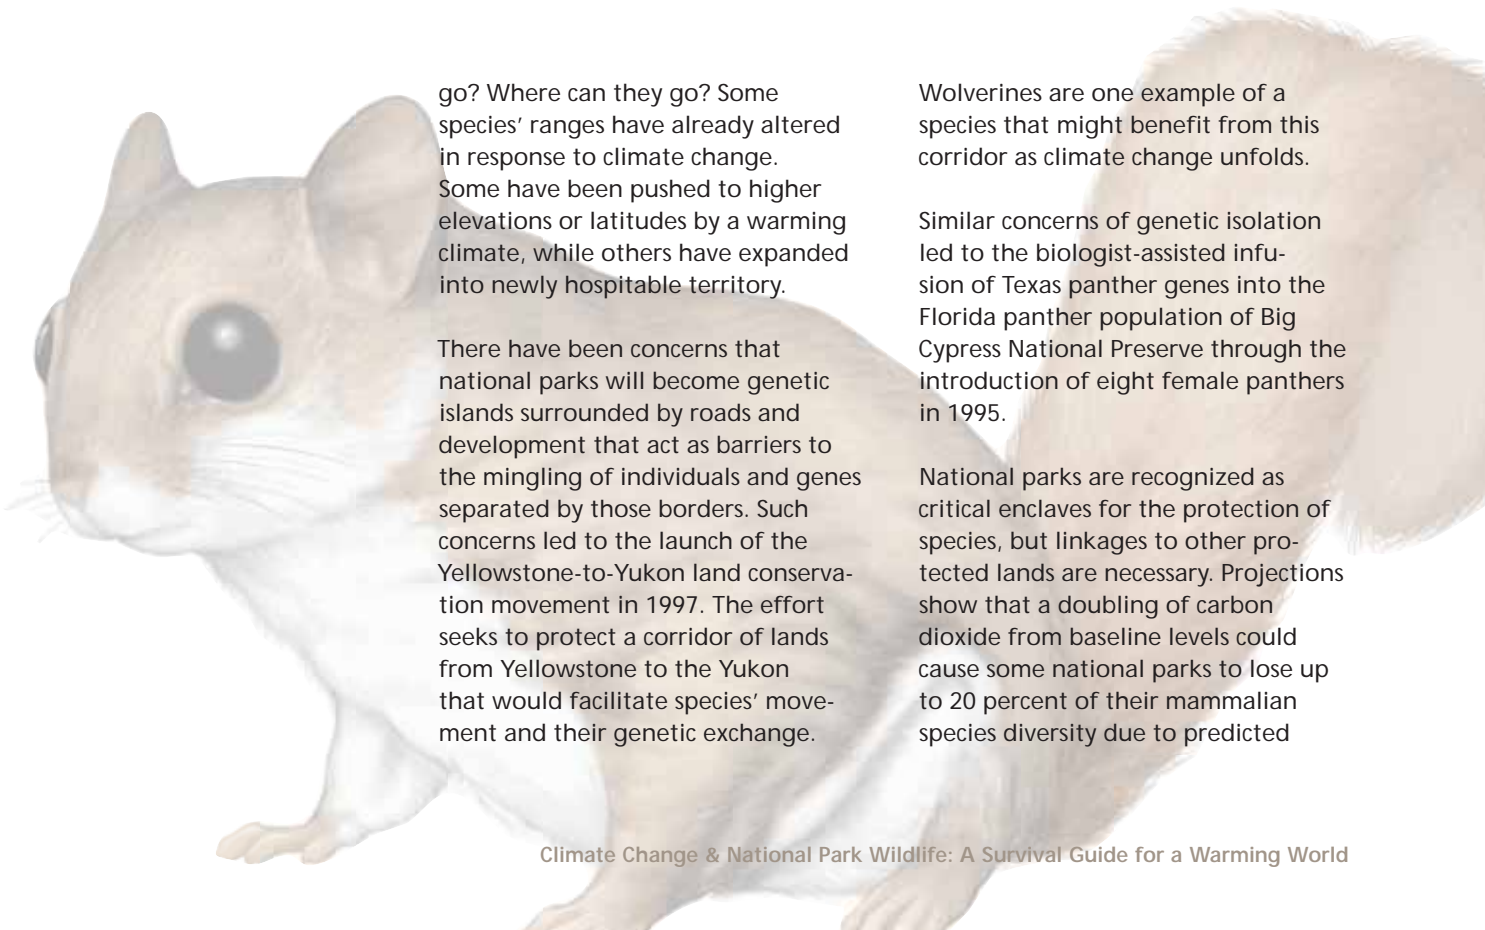 go? Where can they go? Some
species’ ranges have already altered
in response to climate change.
Some have been pushed to higher
elevations or latitudes by a warming
climate, while others have expanded
into newly hospitable territory.
There have been concerns that
national parks will become genetic
islands surrounded by roads and
development that act as barriers to
the mingling of individuals and genes
separated by those borders. Such
concerns led to the launch of the
Yellowstone-to-Yukon land conserva-
tion movement in 1997. The effort
seeks to protect a corridor of lands
from Yellowstone to the Yukon
that would facilitate species’ move-
ment and their genetic exchange.
Wolverines are one example of a
species that might benefit from this
corridor as climate change unfolds.
Similar concerns of genetic isolation
led to the biologist-assisted infu-
sion of Texas panther genes into the
Florida panther population of Big
Cypress National Preserve through the
introduction of eight female panthers
in 1995.
National parks are recognized as
critical enclaves for the protection of
species, but linkages to other pro-
tected lands are necessary. Projections
show that a doubling of carbon
dioxide from baseline levels could
cause some national parks to lose up
to 20 percent of their mammalian
species diversity due to predicted
Climate Change & National Park Wildlife: A Survival Guide for a Warming World